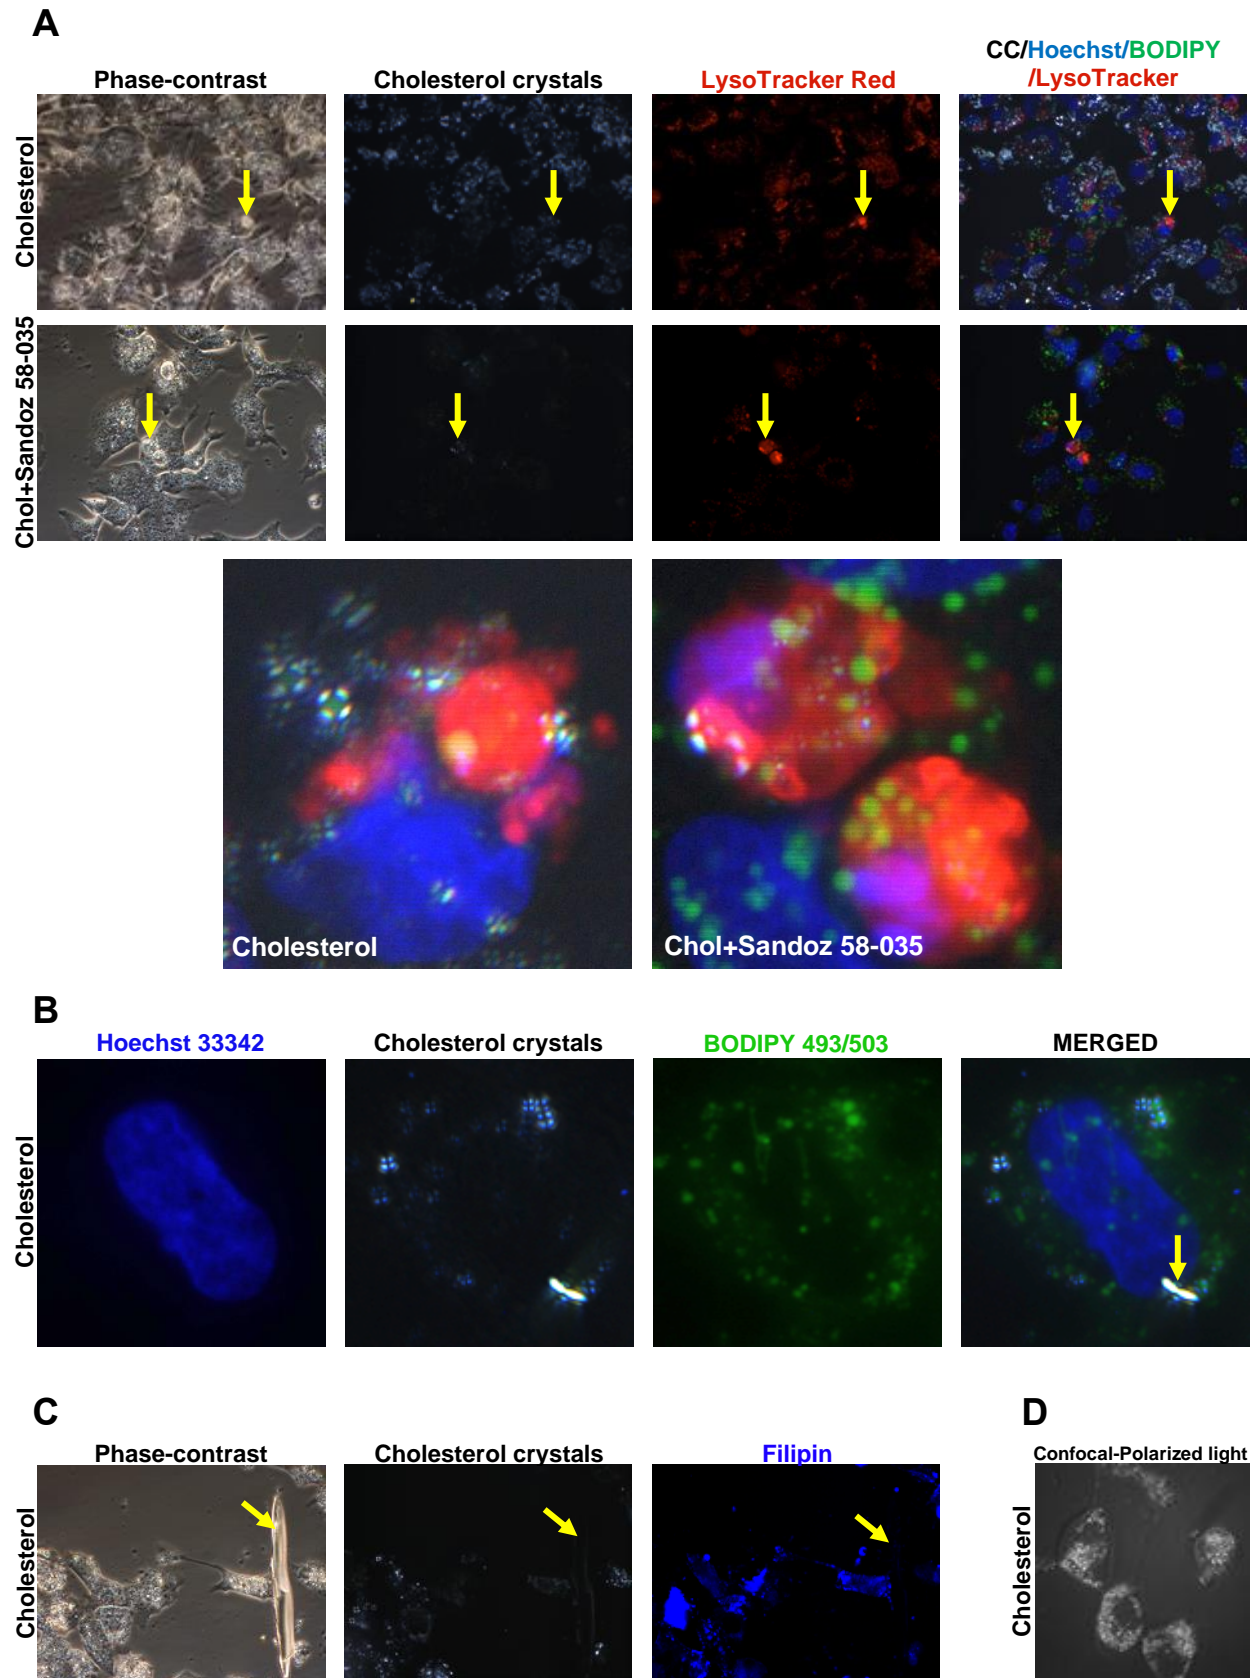 A
Phase-contrast
Cholesterol crystals
LysoTracker Red
CC/Hoechst/BODIPY
/LysoTracker
Cholesterol
Chol+Sandoz 58-035
Cholesterol
Chol+Sandoz 58-035
B
Hoechst 33342
Cholesterol crystals
BODIPY 493/503
MERGED
Cholesterol
C
Phase-contrast
Cholesterol crystals
Filipin
Cholesterol
D
Confocal-Polarized light
Cholesterol